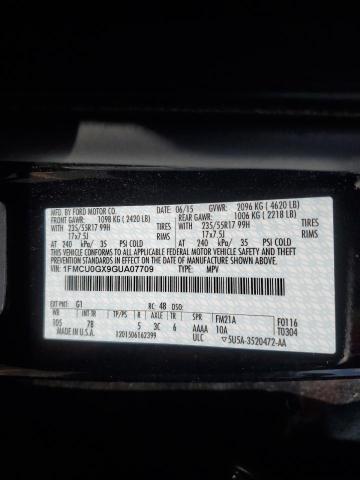 MFD. BY FORD MOTOR CO. 06/15 GVWR: 2096 KG (4620 LB)
FRONT GAWR: 1098 KG (2420 LB) REAR GAWR: 1006 KG (2218 LB)
WITH 235/55R17 99H TIRES WITH 235/55R17 99H TIRES
17x7.5J RIMS 17x7.5J RIMS
AT 240 kPa/ 35 PSI COLD AT 240 kPa/ 35 PSI COLD
THIS VEHICLE CONFORMS TO ALL APPLICABLE FEDERAL MOTOR VEHICLE SAFETY AND
THEFT PREVENTION STANDARDS IN EFFECT ON THE DATE OF MANUFACTURE SHOWN ABOVE.
VIN: 1FMCU0GX9GUA07709 TYPE: MPV
EXT PNT: G1 RC: 48 DSO:
WB INT TR TP/PS R AXLE TR SPR FM21A F0116
105 7B 5 3C 6 AAAA 10A T0304
MADE IN U.S.A. 1201506162399 ULC 5U5A-3520472-AA